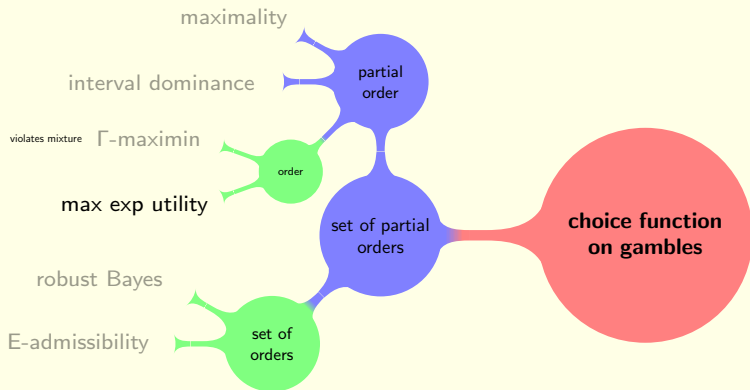 maximality
partial
order
interval dominance
violates mixture Γ-maximin
order
max exp utility
set of partial
orders
choice function
on gambles
robust Bayes
set of
orders
E-admissibility